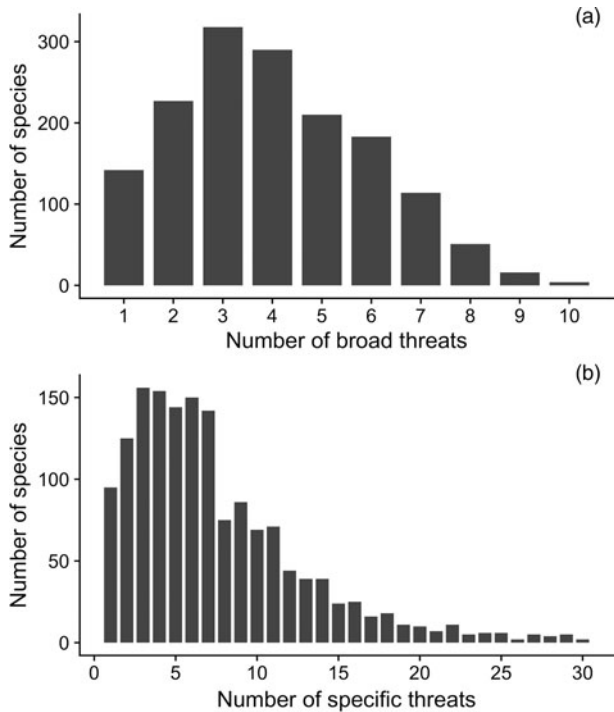 (a)
Number of species
300
200
100
0
1 2 3 4 5 6 7 8 9 10
Number of broad threats
(b)
Number of species
150
100
50
0
0 5 10 15 20 25 30
Number of specific threats